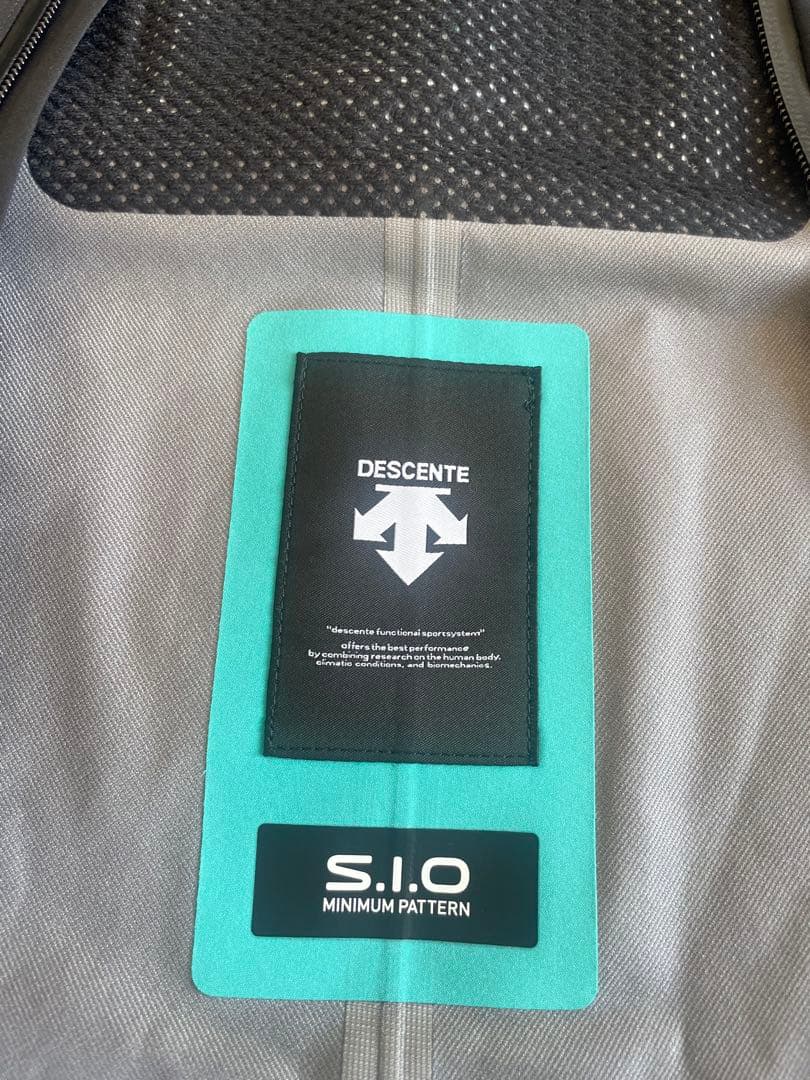 DESCENTE
"descente functional sportsystem"
offers the best performance
by combining research on the human body,
climatic conditions, and biomechanics.
S.I.O
MINIMUM PATTERN